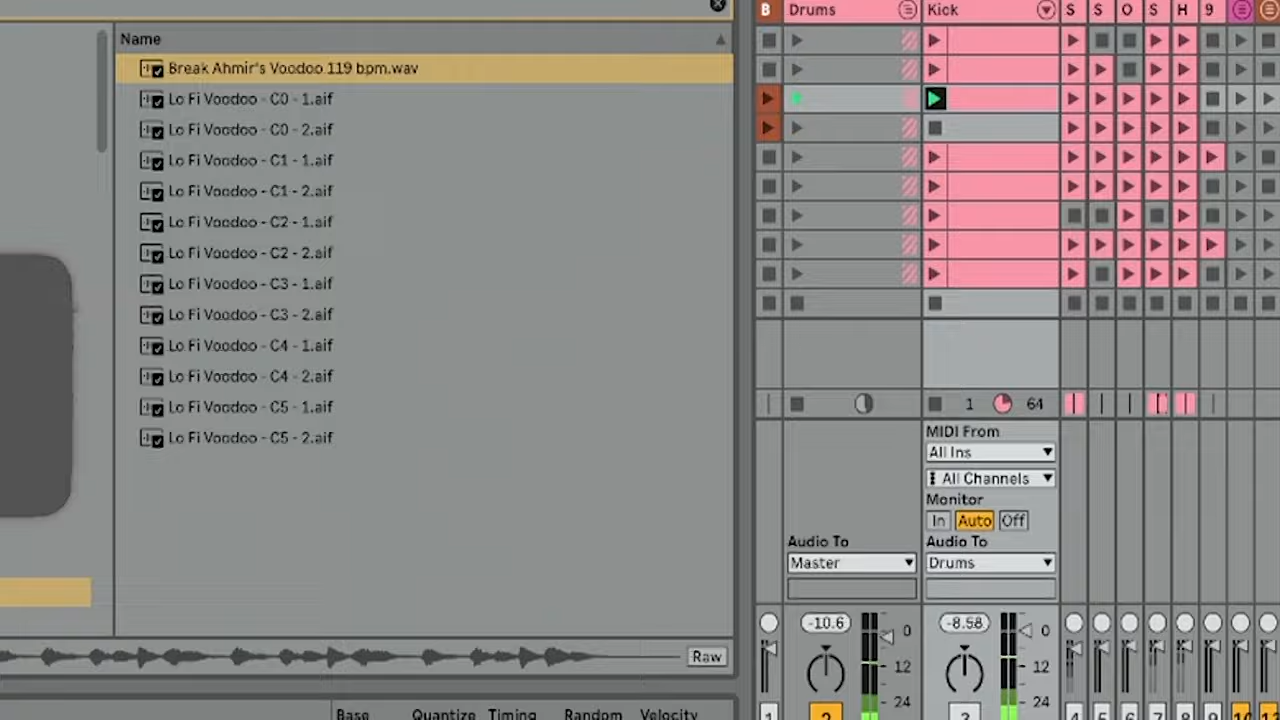 Name
Break Ahmir's Voodoo 119 bpm.wav
Lo Fi Voodoo - C0 - 1.aif
Lo Fi Voodoo - C0 - 2.aif
Lo Fi Voodoo - C1 - 1.aif
Lo Fi Voodoo - C1 - 2.aif
Lo Fi Voodoo - C2 - 1.aif
Lo Fi Voodoo - C2 - 2.aif
Lo Fi Voodoo - C3 - 1.aif
Lo Fi Voodoo - C3 - 2.aif
Lo Fi Voodoo - C4 - 1.aif
Lo Fi Voodoo - C4 - 2.aif
Lo Fi Voodoo - C5 - 1.aif
Lo Fi Voodoo - C5 - 2.aif
Raw
Base Quantize Timing Random Velocity
B Drums Kick S S O S H 9
1 64
MIDI From
All Ins
All Channels
Monitor
In Auto Off
Audio To Audio To
Master Drums
-10.6 0 -8.58 0
12 12
24 24
1 2 3 4 5 6 7 8 9 10 11